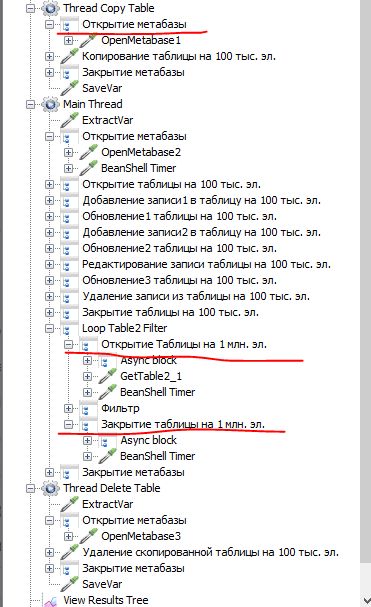 Thread Copy Table
Открытие метабазы
OpenMetabase1
Копирование таблицы на 100 тыс. эл.
Закрытие метабазы
SaveVar
Main Thread
ExtractVar
Открытие метабазы
OpenMetabase2
BeanShell Timer
Открытие таблицы на 100 тыс. эл.
Добавление записи1 в таблицу на 100 тыс. эл.
Обновление1 таблицы на 100 тыс. эл.
Добавление записи2 в таблицу на 100 тыс. эл.
Обновление2 таблицы на 100 тыс. эл.
Редактирование записи таблицы на 100 тыс. эл.
Обновление3 таблицы на 100 тыс. эл.
Удаление записи из таблицы на 100 тыс. эл.
Закрытие таблицы на 100 тыс. эл.
Loop Table2 Filter
Открытие Таблицы на 1 млн. эл.
Async block
GetTable2_1
BeanShell Timer
Фильтр
Закрытие таблицы на 1 млн. эл.
Async block
BeanShell Timer
Закрытие метабазы
Thread Delete Table
ExtractVar
Открытие метабазы
OpenMetabase3
Удаление скопированной таблицы на 100 тыс. эл.
Закрытие метабазы
SaveVar
View Results Tree